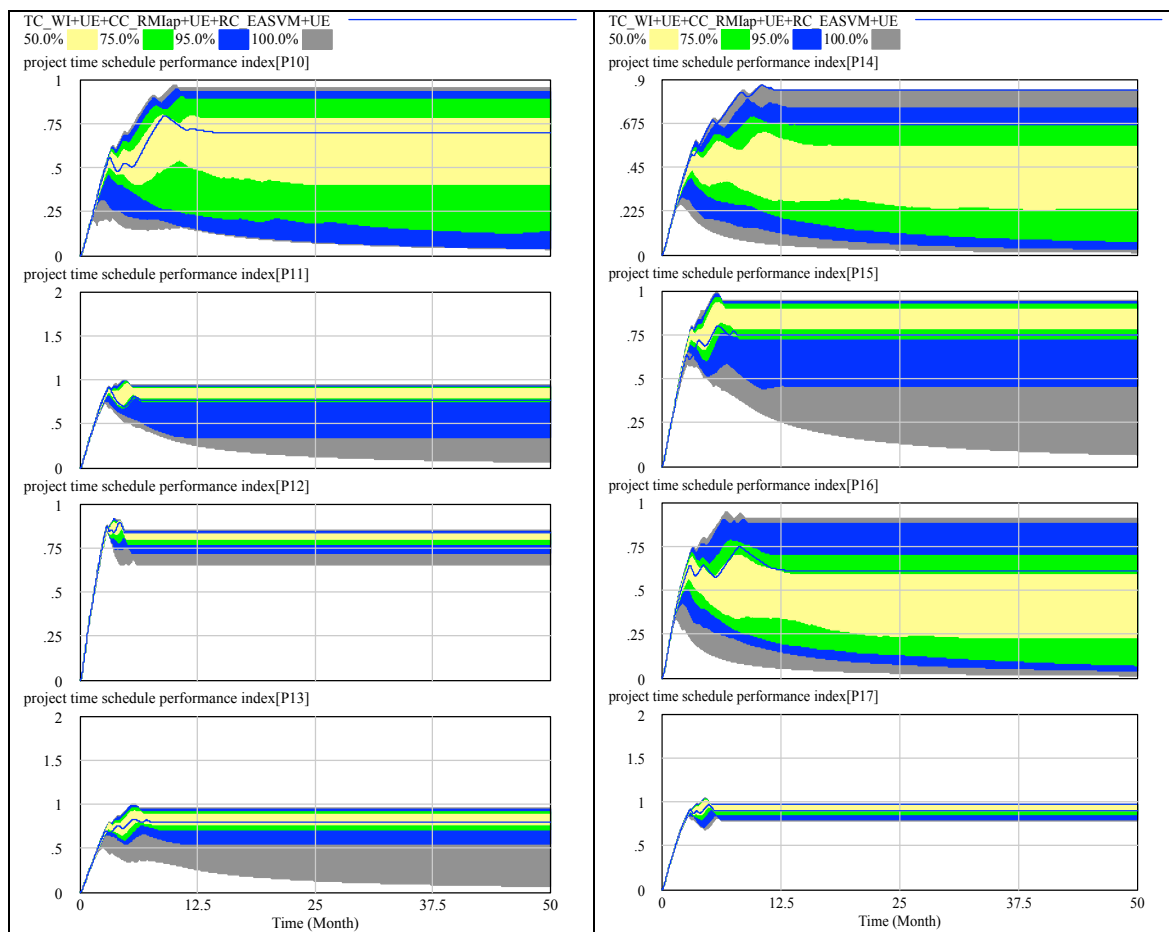 TC_WI+UE+CC_RMIap+UE+RC_EASVM+UE
50.0% 75.0% 95.0% 100.0%
project time schedule performance index[P10]
1
.75
.5
.25
0
project time schedule performance index[P11]
2
1.5
1
0.5
0
project time schedule performance index[P12]
1
.75
.5
.25
0
project time schedule performance index[P13]
2
1.5
1
0.5
0
0 12.5 25 37.5 50
Time (Month)
TC_WI+UE+CC_RMIap+UE+RC_EASVM+UE
50.0% 75.0% 95.0% 100.0%
project time schedule performance index[P14]
.9
.675
.45
.225
0
project time schedule performance index[P15]
1
0.75
0.5
0.25
0
project time schedule performance index[P16]
1
.75
.5
.25
0
project time schedule performance index[P17]
2
1.5
1
0.5
0
0 12.5 25 37.5 50
Time (Month)